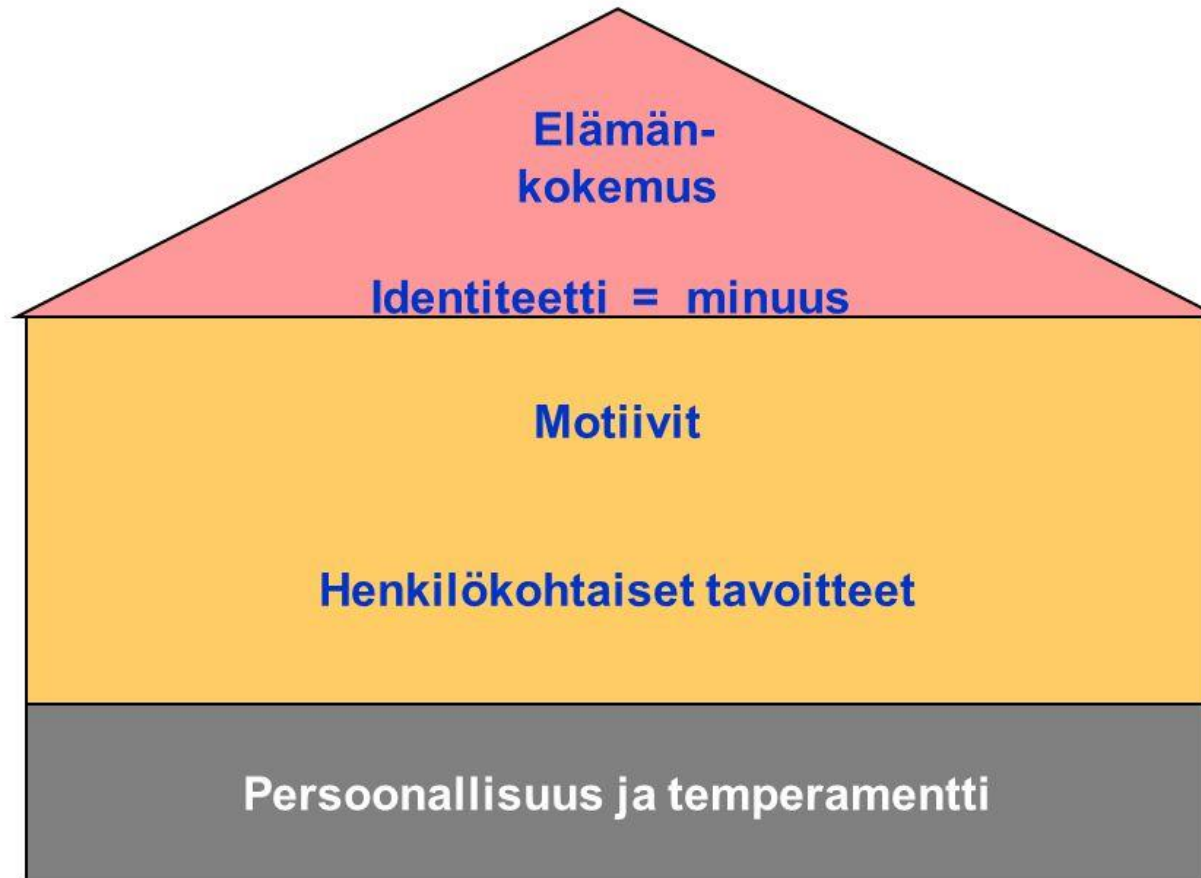 Elämän-
kokemus
Identiteetti = minuus
Motiivit
Henkilökohtaiset tavoitteet
Persoonallisuus ja temperamentti